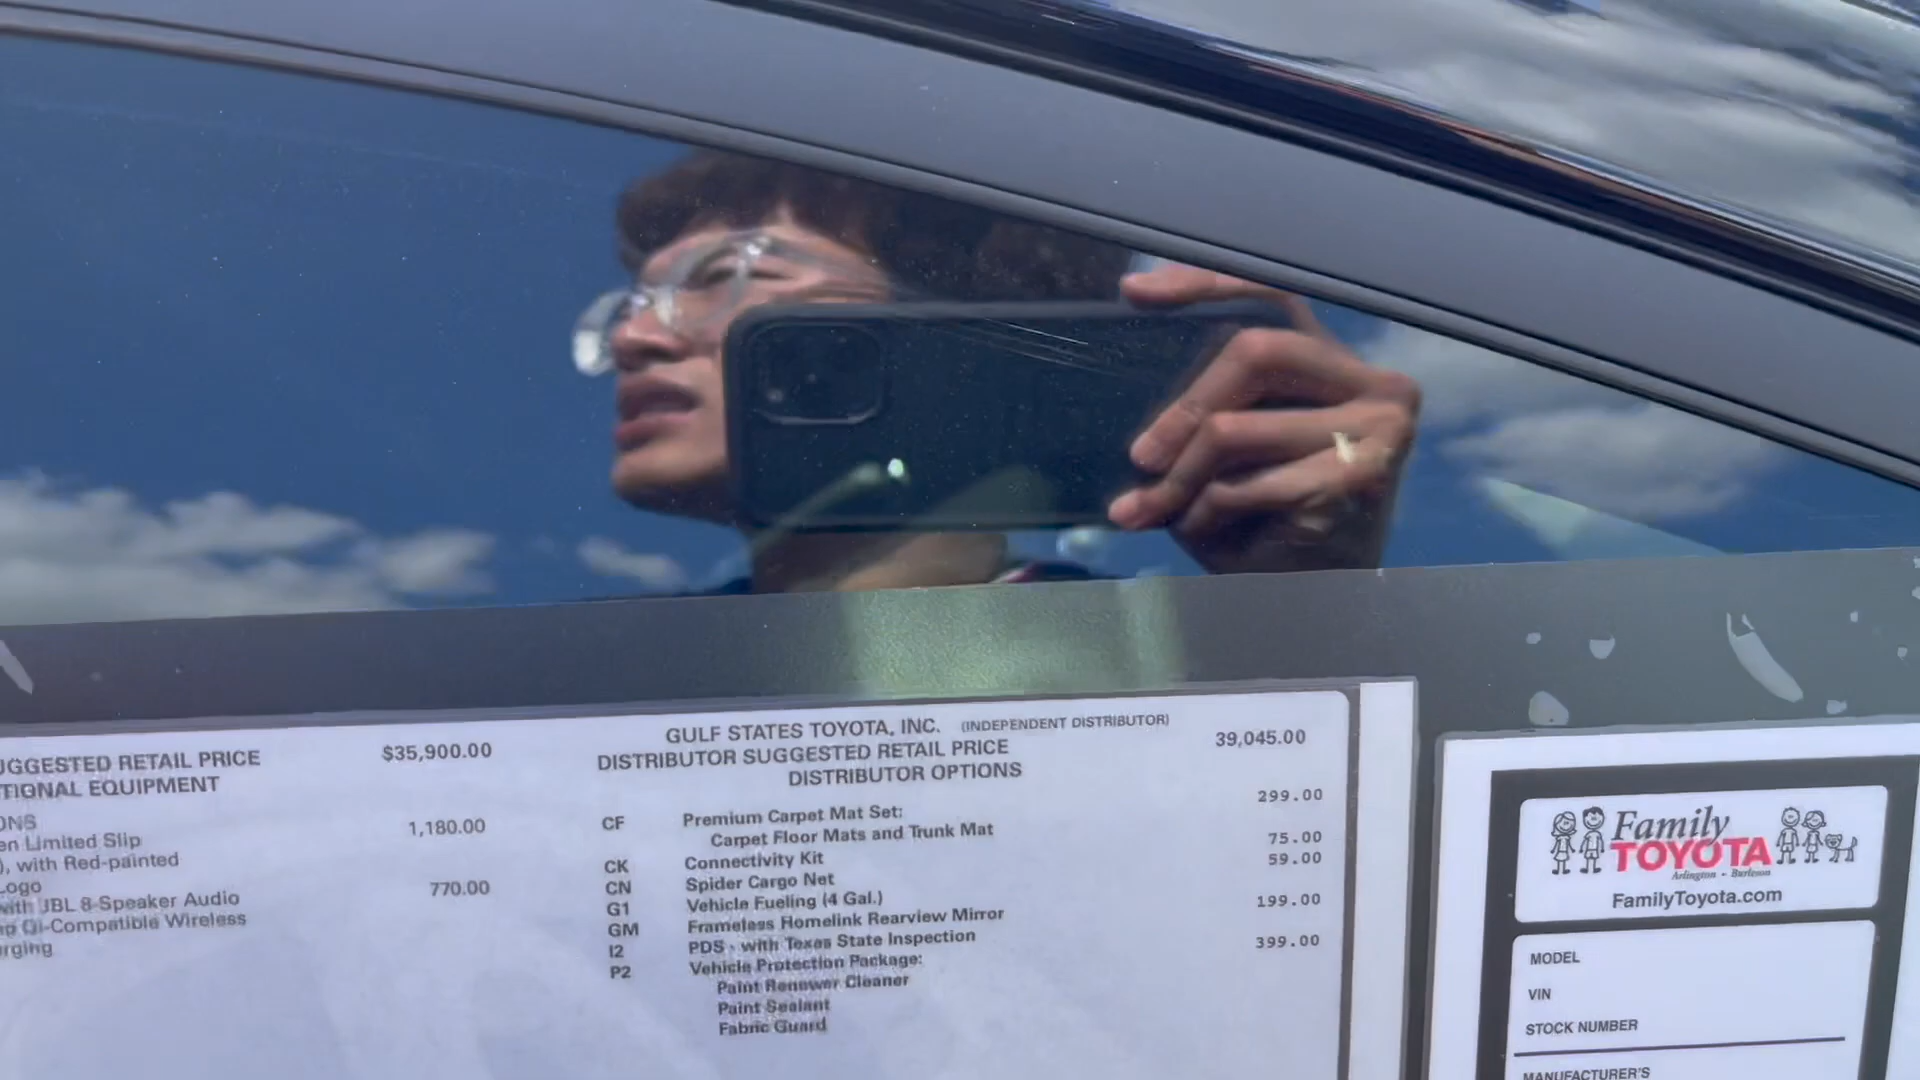 UGGESTED RETAIL PRICE $35,900.00
TIONAL EQUIPMENT
ONS
en Limited Slip 1,180.00
), with Red-painted
Logo
with JBL 8-Speaker Audio 770.00
Qi-Compatible Wireless
rging
GULF STATES TOYOTA, INC. (INDEPENDENT DISTRIBUTOR)
DISTRIBUTOR SUGGESTED RETAIL PRICE 39,045.00
DISTRIBUTOR OPTIONS
CF Premium Carpet Mat Set: 299.00
Carpet Floor Mats and Trunk Mat
CK Connectivity Kit 75.00
CN Spider Cargo Net 59.00
G1 Vehicle Fueling (4 Gal.)
GM Frameless Homelink Rearview Mirror 199.00
I2 PDS - with Texas State Inspection
P2 Vehicle Protection Package: 399.00
Paint Renewer Cleaner
Paint Sealant
Fabric Guard
Family
TOYOTA
Arlington - Burleson
FamilyToyota.com
MODEL
VIN
STOCK NUMBER
MANUFACTURER'S